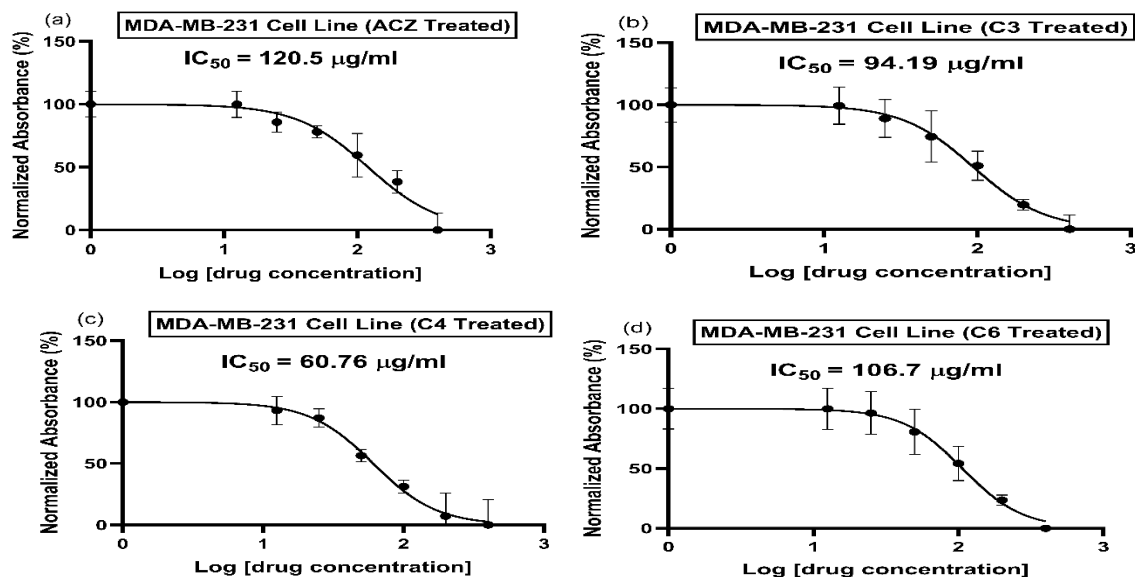 (a)
MDA-MB-231 Cell Line (ACZ Treated)
IC50 = 120.5 μg/ml
Normalized Absorbance (%)
150
100
50
0
0 1 2 3
Log [drug concentration]
(b)
MDA-MB-231 Cell Line (C3 Treated)
IC50 = 94.19 μg/ml
Normalized Absorbance (%)
150
100
50
0
0 1 2 3
Log [drug concentration]
(c)
MDA-MB-231 Cell Line (C4 Treated)
IC50 = 60.76 μg/ml
Normalized Absorbance (%)
150
100
50
0
0 1 2 3
Log [drug concentration]
(d)
MDA-MB-231 Cell Line (C6 Treated)
IC50 = 106.7 μg/ml
Normalized Absorbance (%)
150
100
50
0
0 1 2 3
Log [drug concentration]